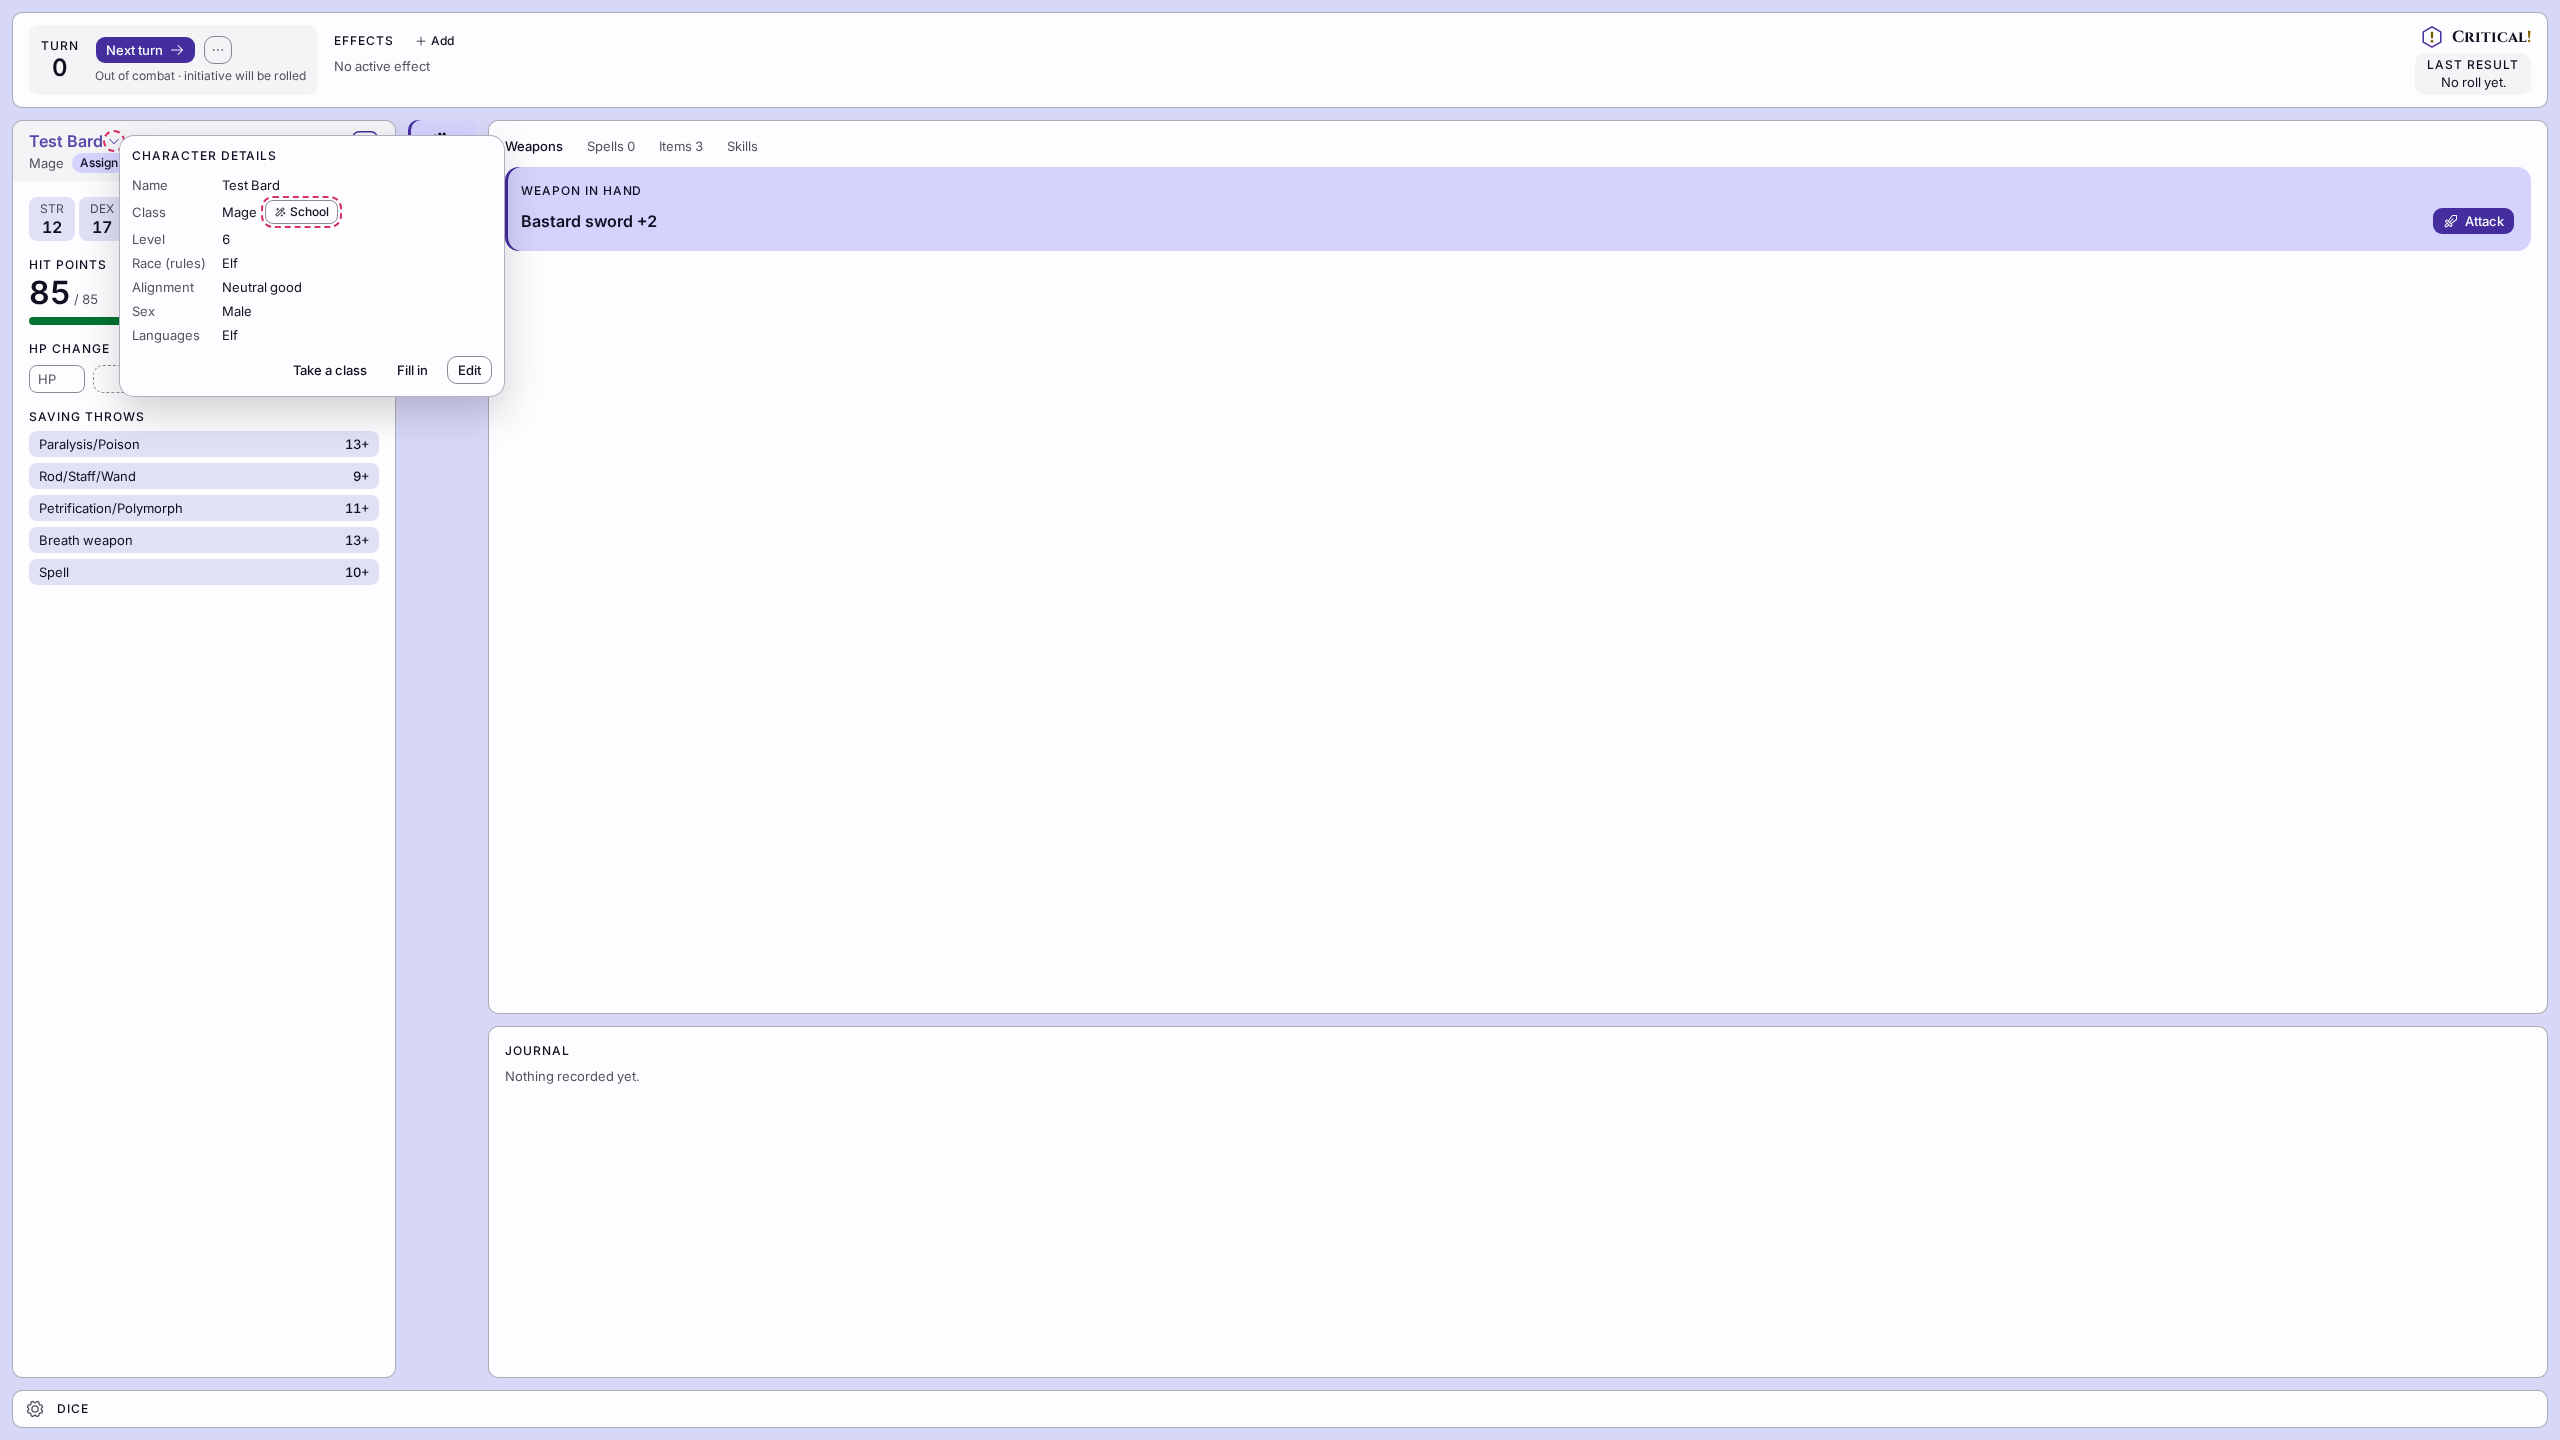 TURN
0
Next turn
···
Out of combat · initiative will be rolled
EFFECTS
Add
No active effect
CRITICAL!
LAST RESULT
No roll yet.
Test Bard
Mage
Assign
STR
12
DEX
17
HIT POINTS
85 / 85
HP CHANGE
HP
CHARACTER DETAILS
Name Test Bard
Class Mage School
Level 6
Race (rules) Elf
Alignment Neutral good
Sex Male
Languages Elf
Take a class Fill in Edit
SAVING THROWS
Paralysis/Poison 13+
Rod/Staff/Wand 9+
Petrification/Polymorph 11+
Breath weapon 13+
Spell 10+
Weapons Spells 0 Items 3 Skills
WEAPON IN HAND
Bastard sword +2
Attack
JOURNAL
Nothing recorded yet.
DICE